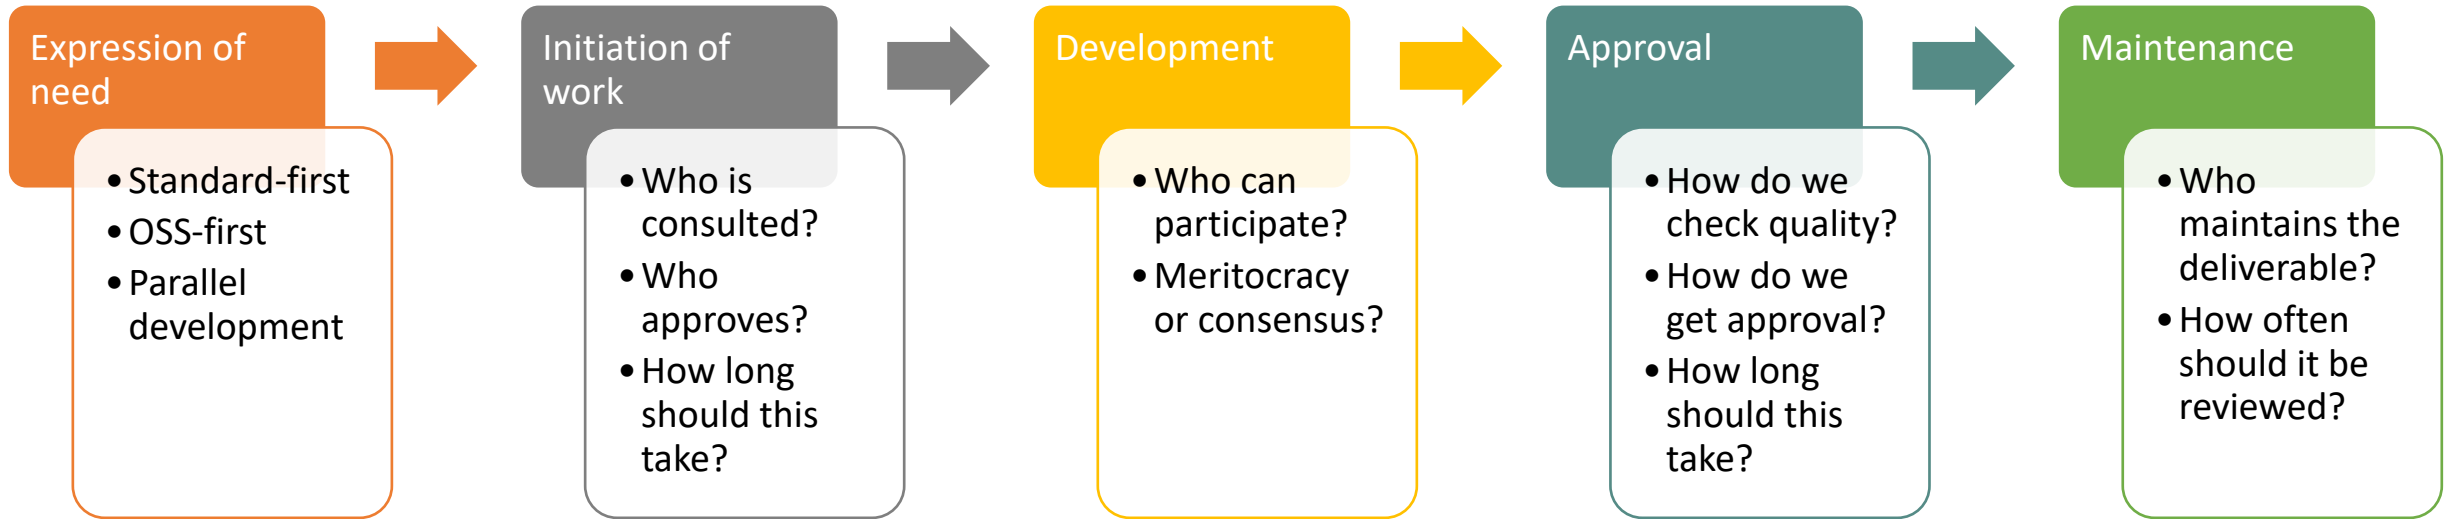 Expression of
need
• Standard-first
• OSS-first
• Parallel
development
Initiation of
work
• Who is
consulted?
• Who
approves?
• How long
should this
take?
Development
• Who can
participate?
• Meritocracy
or consensus?
Approval
• How do we
check quality?
• How do we
get approval?
• How long
should this
take?
Maintenance
• Who
maintains the
deliverable?
• How often
should it be
reviewed?